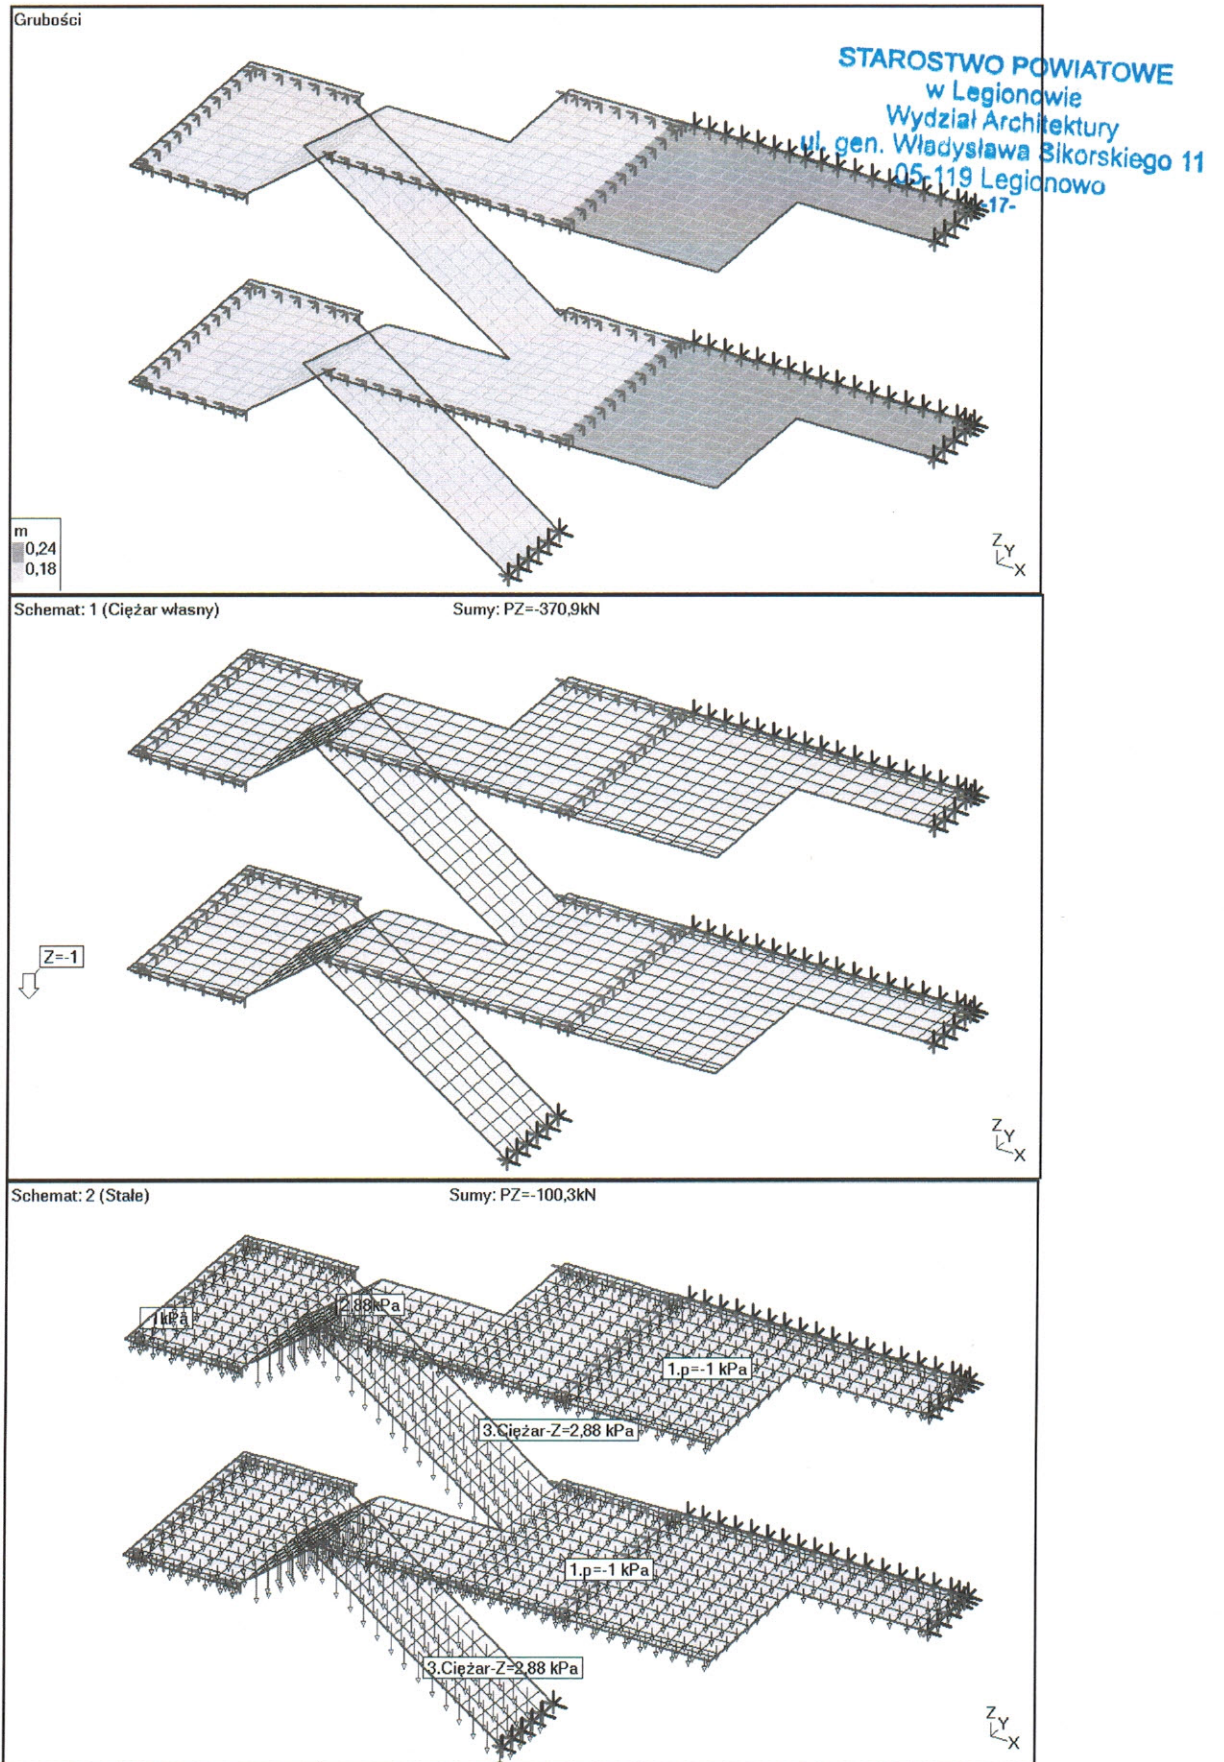 Grubości
STAROSTWO POWIATOWE
w Legionowie
Wydział Architektury
ul. gen. Władysława Sikorskiego 11
05-119 Legionowo
-17-
m
0,24
0,18
Z
Y
X
Schemat: 1 (Ciężar własny)
Sumy: PZ=-370,9kN
Z=-1
Z
Y
X
Schemat: 2 (Stałe)
Sumy: PZ=-100,3kN
1kPa
2,88kPa
1.p=-1 kPa
3.Ciężar-Z=2,88 kPa
1.p=-1 kPa
3.Ciężar-Z=2,88 kPa
Z
Y
X